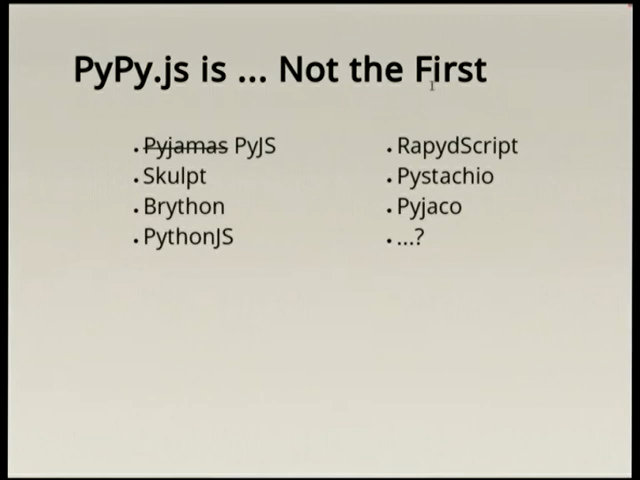 PyPy.js is ... Not the First
• Pyjamas PyJS
• Skulpt
• Brython
• PythonJS
• RapydScript
• Pystachio
• Pyjaco
• ...?